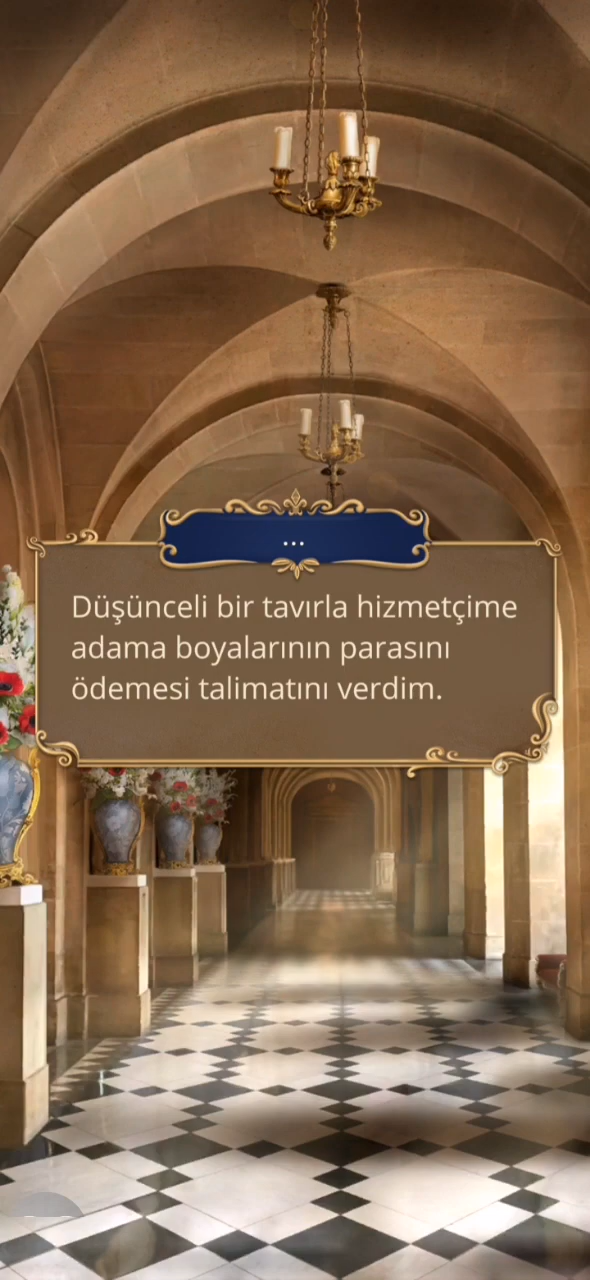 ...
Düşünceli bir tavırla hizmetçime
adama boyalarının parasını
ödemesi talimatını verdim.